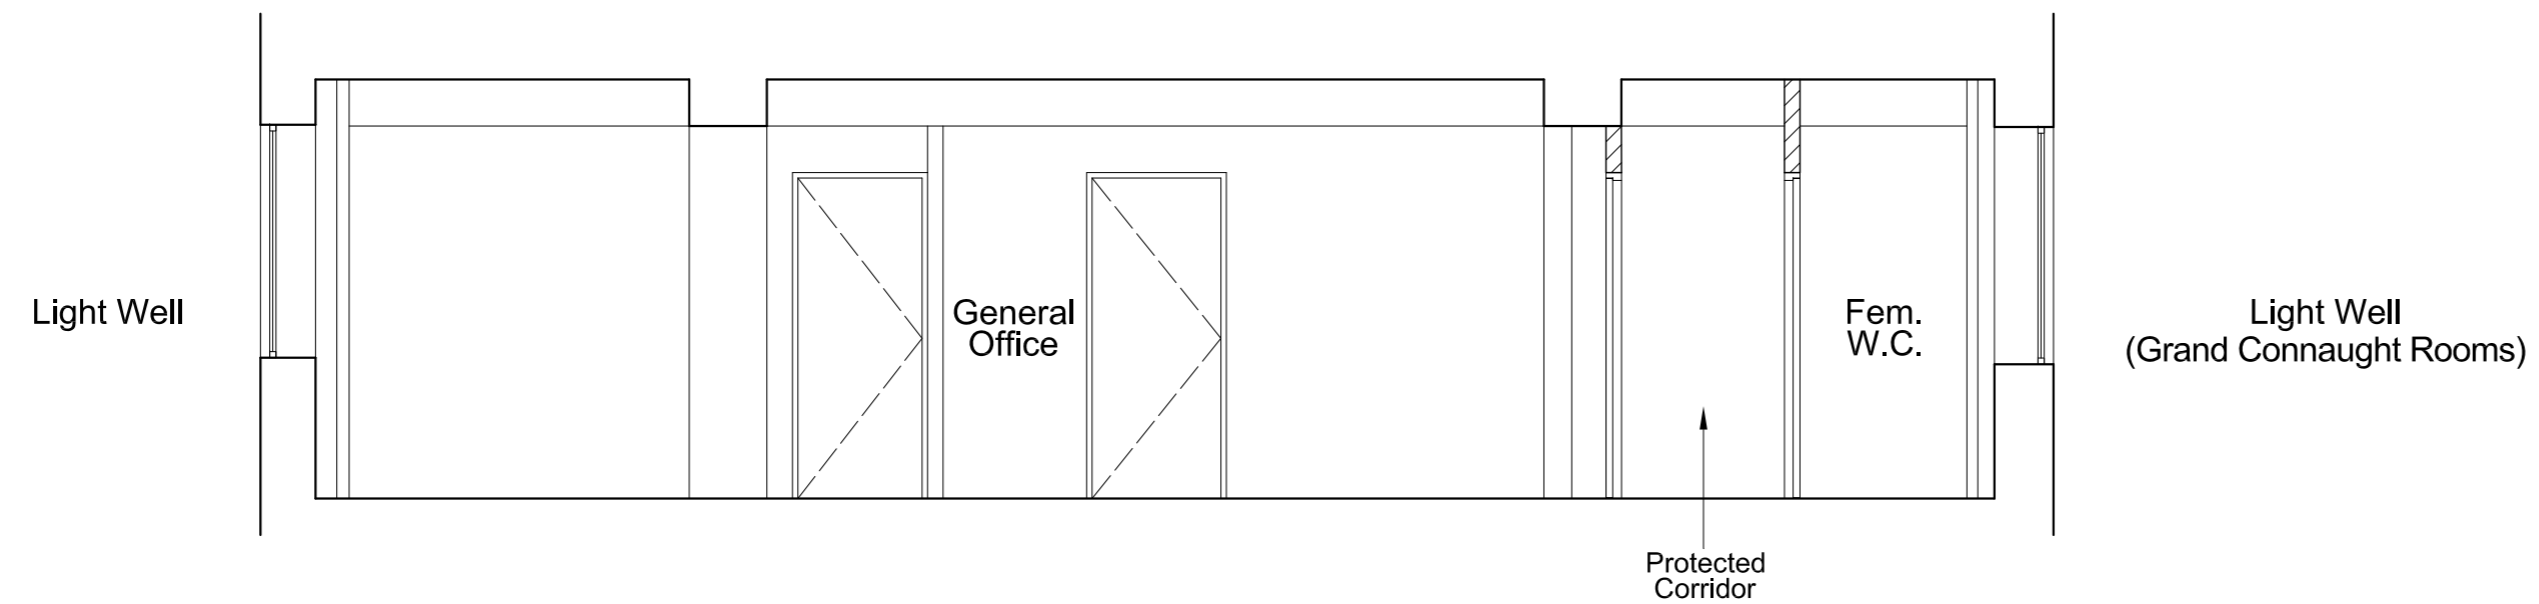 Light Well
General
Office
Fem.
W.C.
Light Well
(Grand Connaught Rooms)
Protected
Corridor